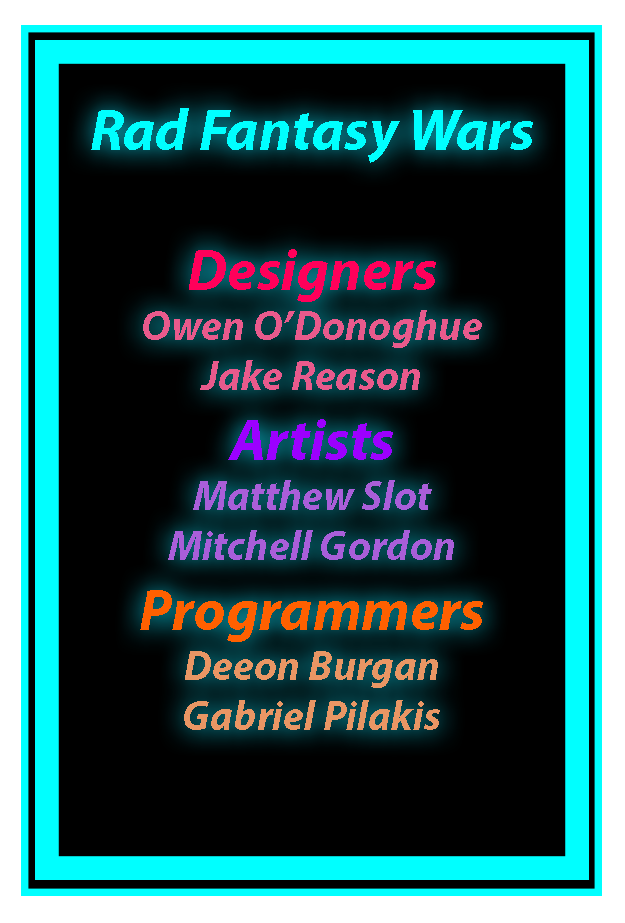 Rad Fantasy Wars
Designers
Owen O’Donoghue
Jake Reason
Artists
Matthew Slot
Mitchell Gordon
Programmers
Deeon Burgan
Gabriel Pilakis